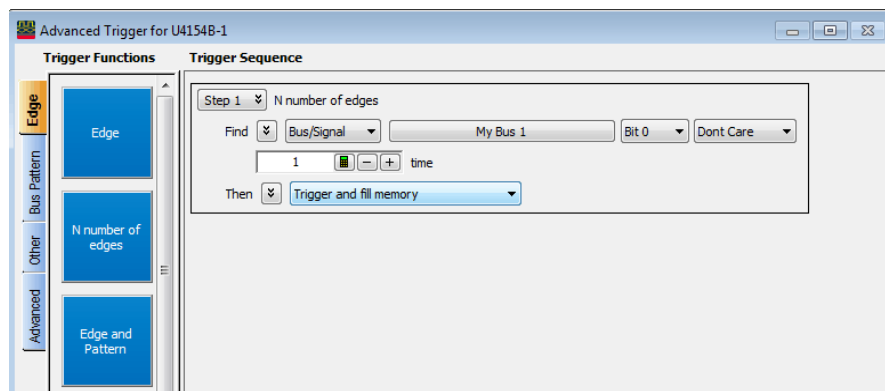 Advanced Trigger for U4154B-1
Trigger Functions Trigger Sequence
Edge
Bus Pattern
Other
Advanced
Edge
N number of
edges
Edge and
Pattern
Step 1 N number of edges
Find Bus/Signal My Bus 1 Bit 0 Dont Care
1 time
Then Trigger and fill memory